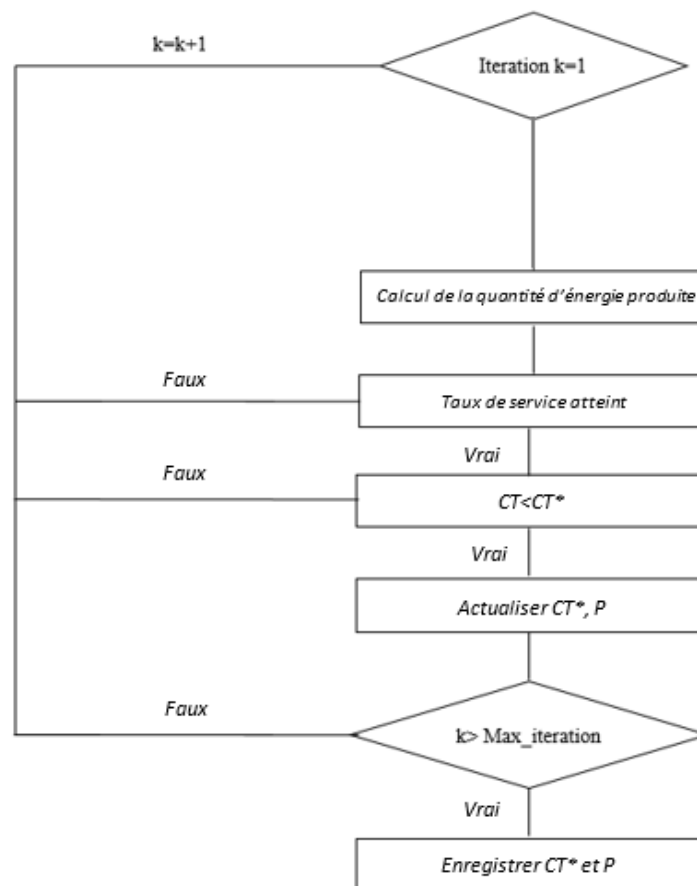 k=k+1
Iteration k=1
Calcul de la quantité d'énergie produite
Faux
Taux de service atteint
Vrai
Faux
CT<CT*
Vrai
Actualiser CT*, P
Faux
k> Max_iteration
Vrai
Enregistrer CT* et P